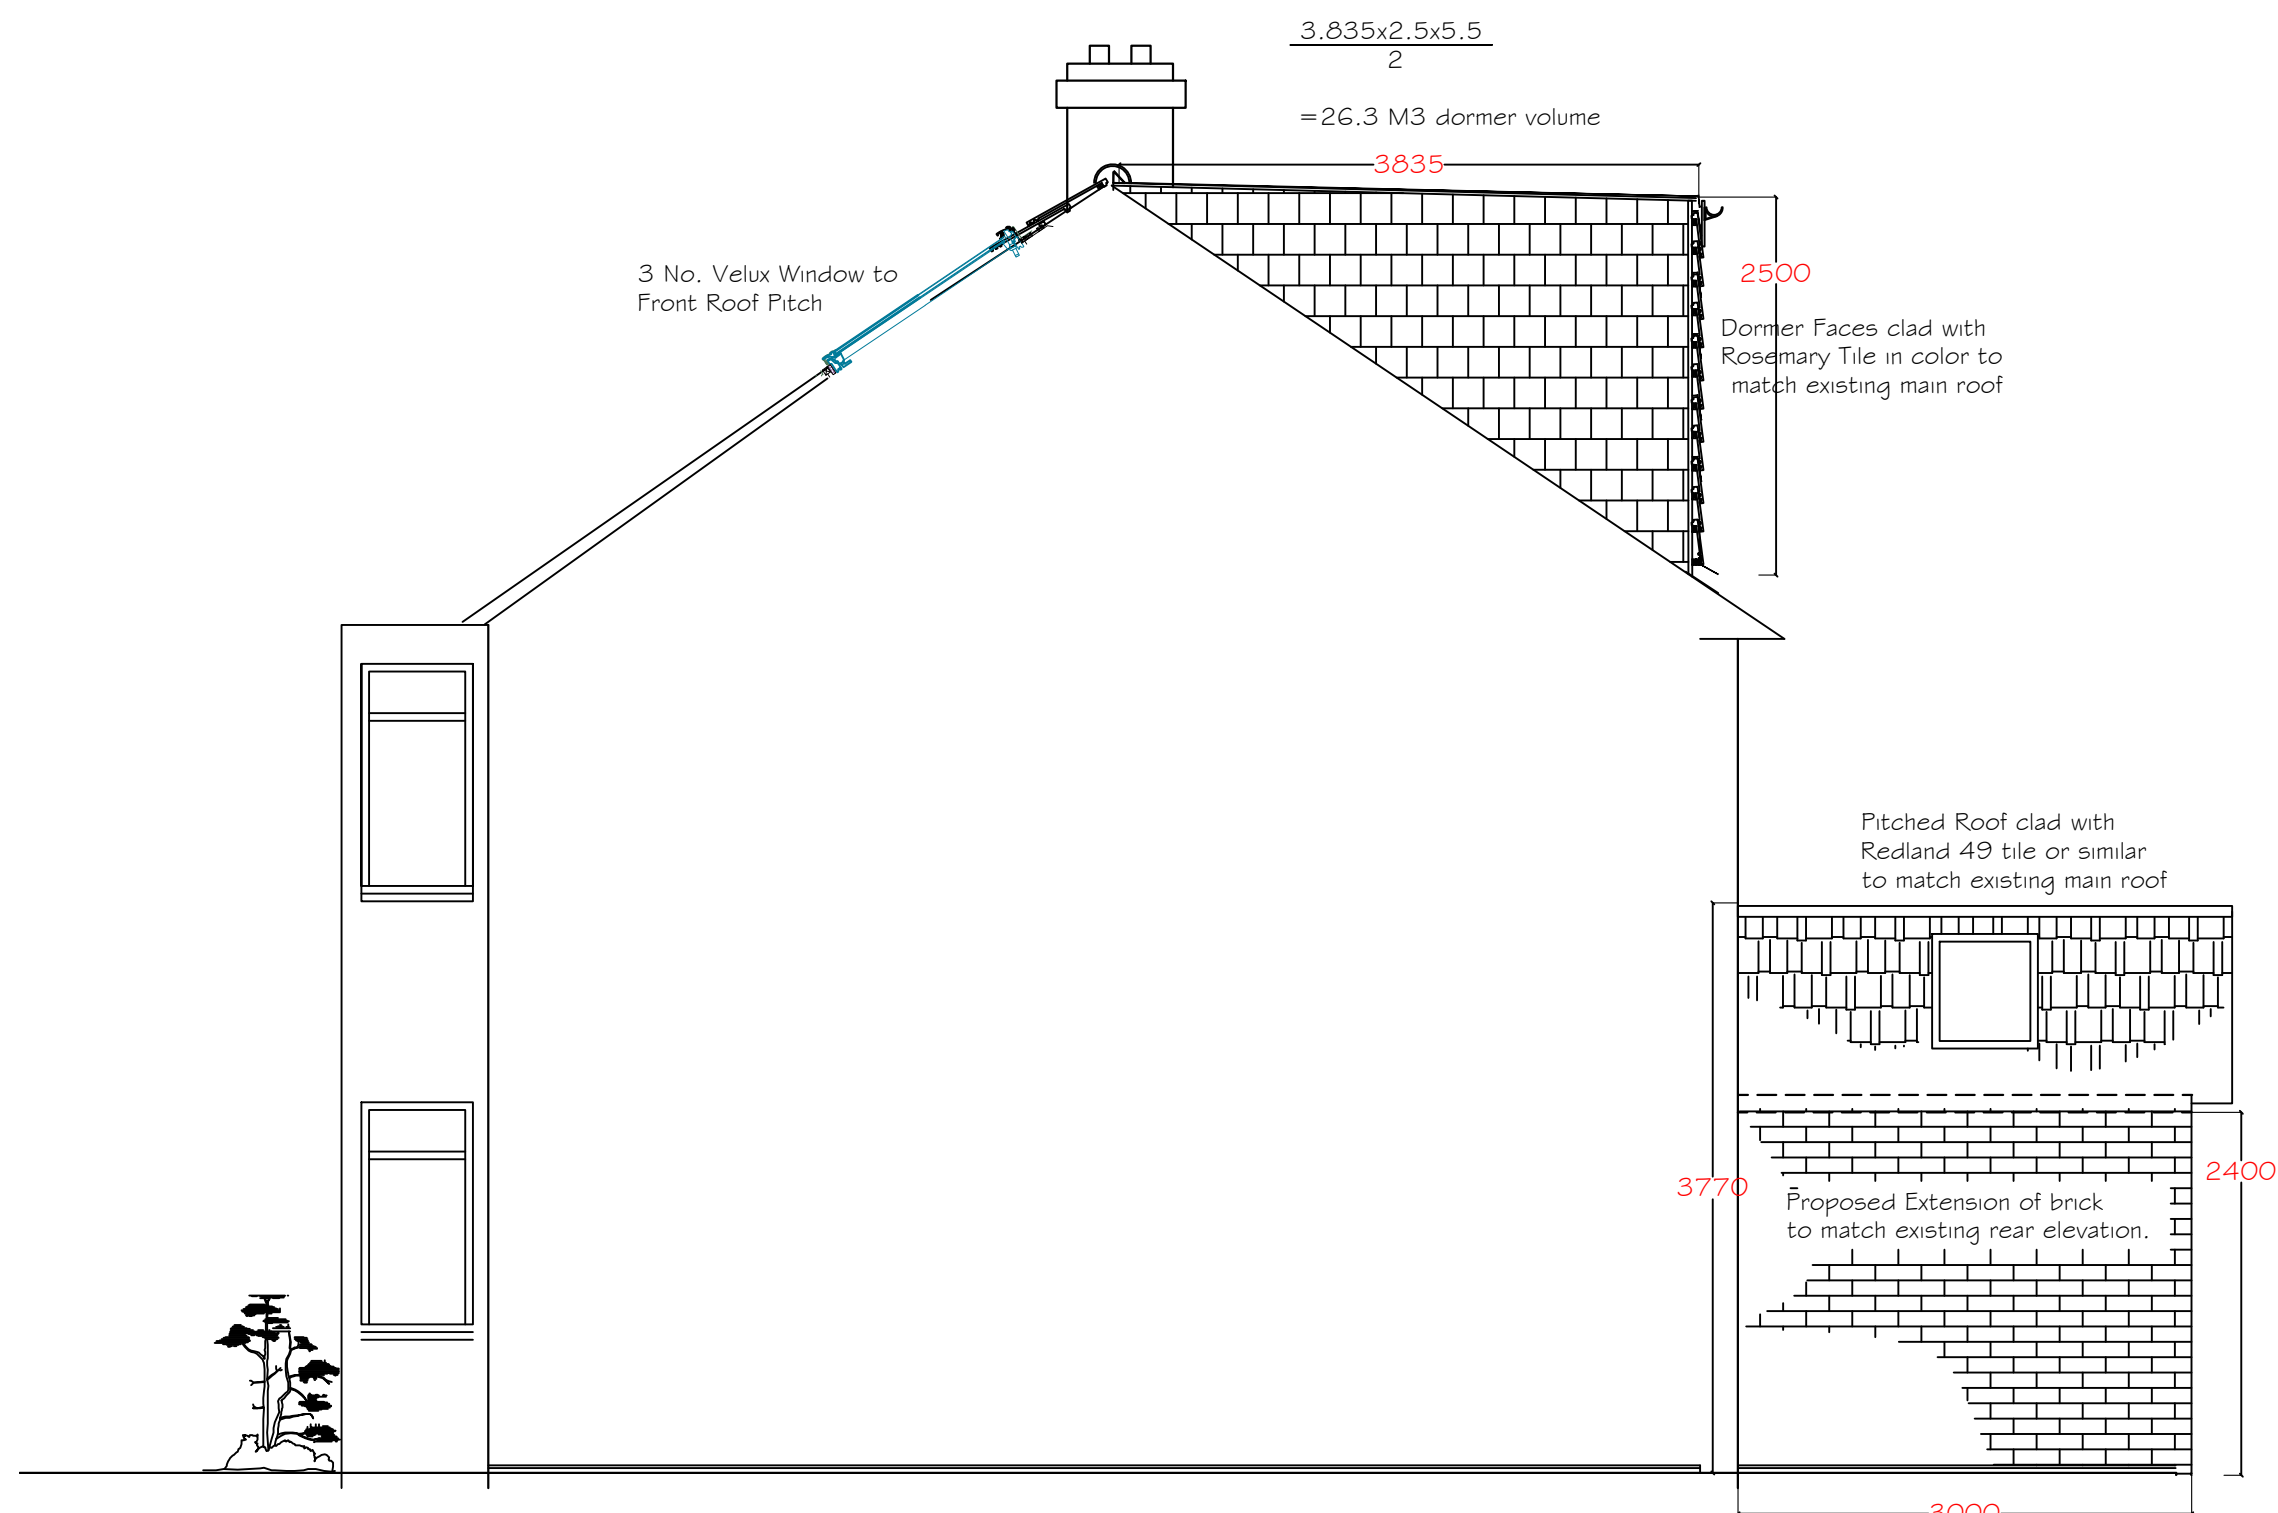 3.835x2.5x5.5
2
=26.3 M3 dormer volume
3835
3 No. Velux Window to
Front Roof Pitch
2500
Dormer Faces clad with
Rosemary Tile in color to
match existing main roof
Pitched Roof clad with
Redland 49 tile or similar
to match existing main roof
2400
3770
Proposed Extension of brick
to match existing rear elevation.
3000